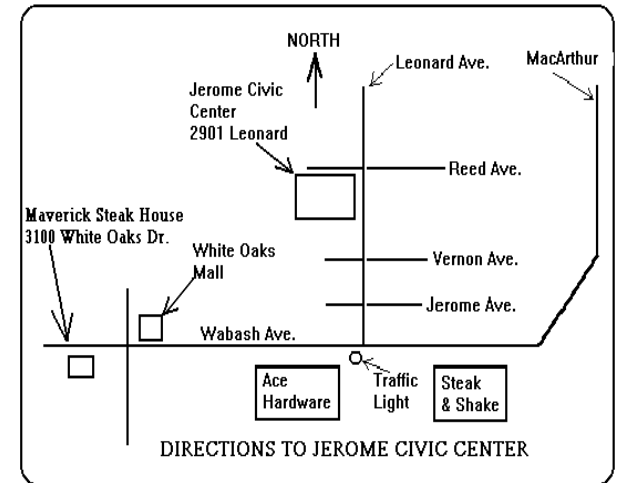 NORTH
Leonard Ave.
MacArthur
Jerome Civic
Center
2901 Leonard
Reed Ave.
Maverick Steak House
3100 White Oaks Dr.
White Oaks
Mall
Vernon Ave.
Jerome Ave.
Wabash Ave.
Ace
Hardware
Traffic
Light
Steak
& Shake
DIRECTIONS TO JEROME CIVIC CENTER